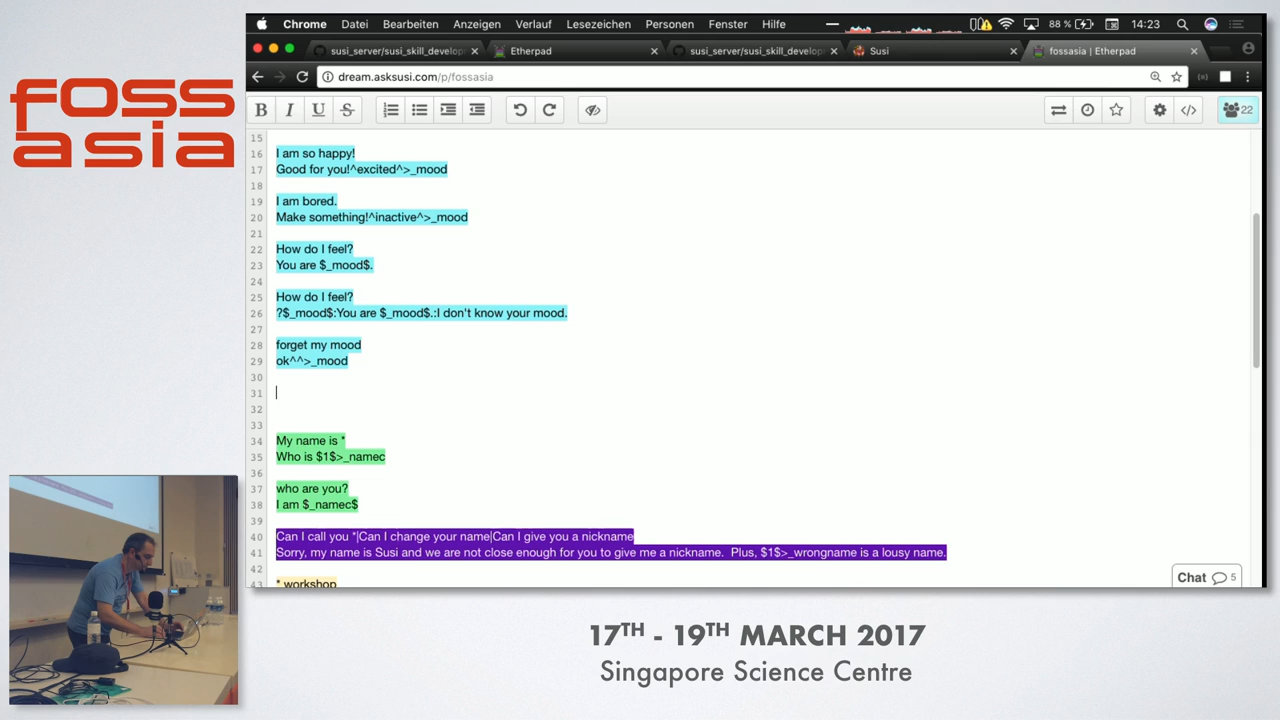 foss
asia
Chrome Datei Bearbeiten Anzeigen Verlauf Lesezeichen Personen Fenster Hilfe 88 % 14:23
susi_server/susi_skill_develop Etherpad susi_server/susi_skill_develop Susi fossasia | Etherpad
dream.asksusi.com/p/fossasia
B I U S 22
15
16 I am so happy!
17 Good for you!^excited^>_mood
18
19 I am bored.
20 Make something!^inactive^>_mood
21
22 How do I feel?
23 You are $_mood$.
24
25 How do I feel?
26 ?$_mood$:You are $_mood$.:I don't know your mood.
27
28 forget my mood
29 ok^^>_mood
30
31
32
33
34 My name is *
35 Who is $1$>_namec
36
37 who are you?
38 I am $_namec$
39
40 Can I call you *|Can I change your name|Can I give you a nickname
41 Sorry, my name is Susi and we are not close enough for you to give me a nickname.  Plus, $1$>_wrongname is a lousy name.
42
43 * workshop
Chat 5
17TH - 19TH MARCH 2017
Singapore Science Centre